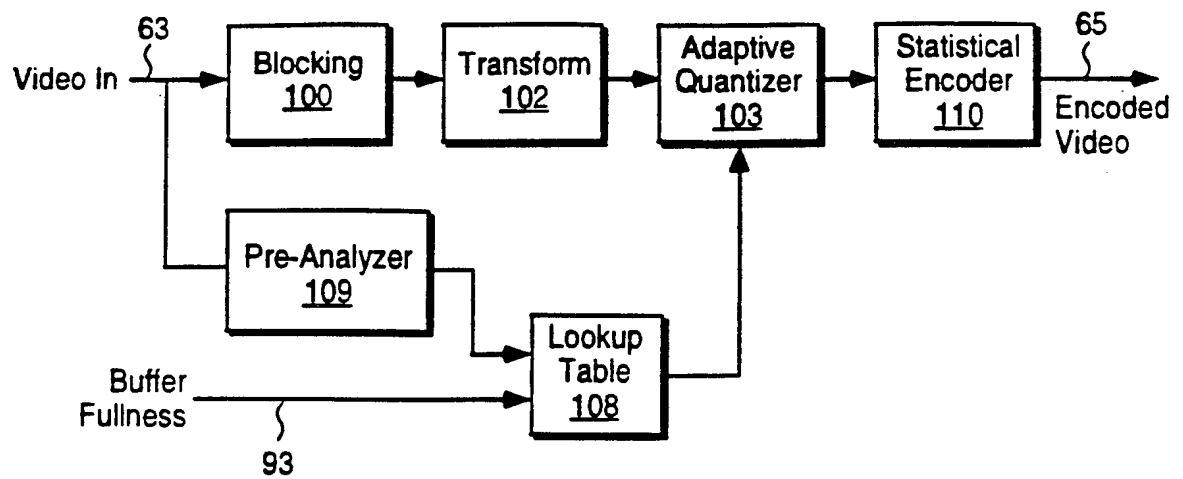 63
Video In
Blocking
100
Transform
102
Adaptive
Quantizer
103
Statistical
Encoder
110
65
Encoded
Video
Pre-Analyzer
109
Lookup
Table
108
Buffer
Fullness
93